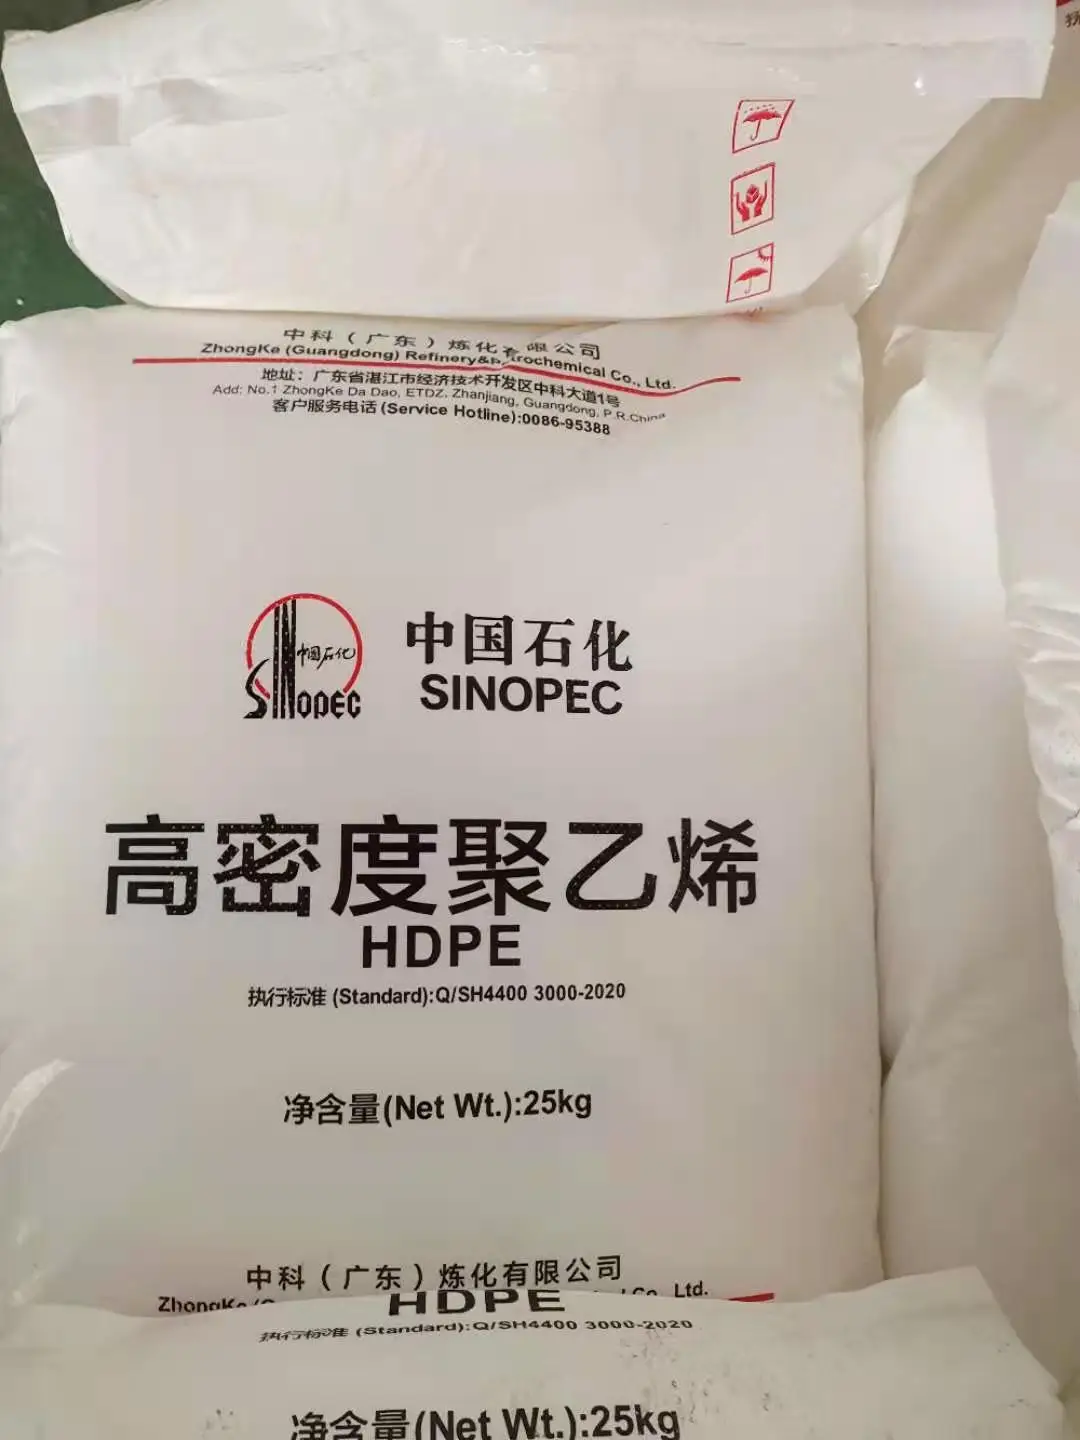 中科（广东）炼化有限公司
ZhongKe (Guangdong) Refinery&Petrochemical Co., Ltd.
地址：广东省湛江市经济技术开发区中科大道1号
Add: No.1 ZhongKe Da Dao, ETDZ, Zhanjiang, Guangdong, P.R.China
客户服务电话 (Service Hotline):0086-95388
中国石化
SINOPEC
中国石化
SINOPEC
高密度聚乙烯
HDPE
执行标准 (Standard):Q/SH4400 3000-2020
净含量(Net Wt.):25kg
中科（广东）炼化有限公司
ZhongKe Co., Ltd.
HDPE
执行标准 (Standard):Q/SH4400 3000-2020
净含量(Net Wt.):25kg